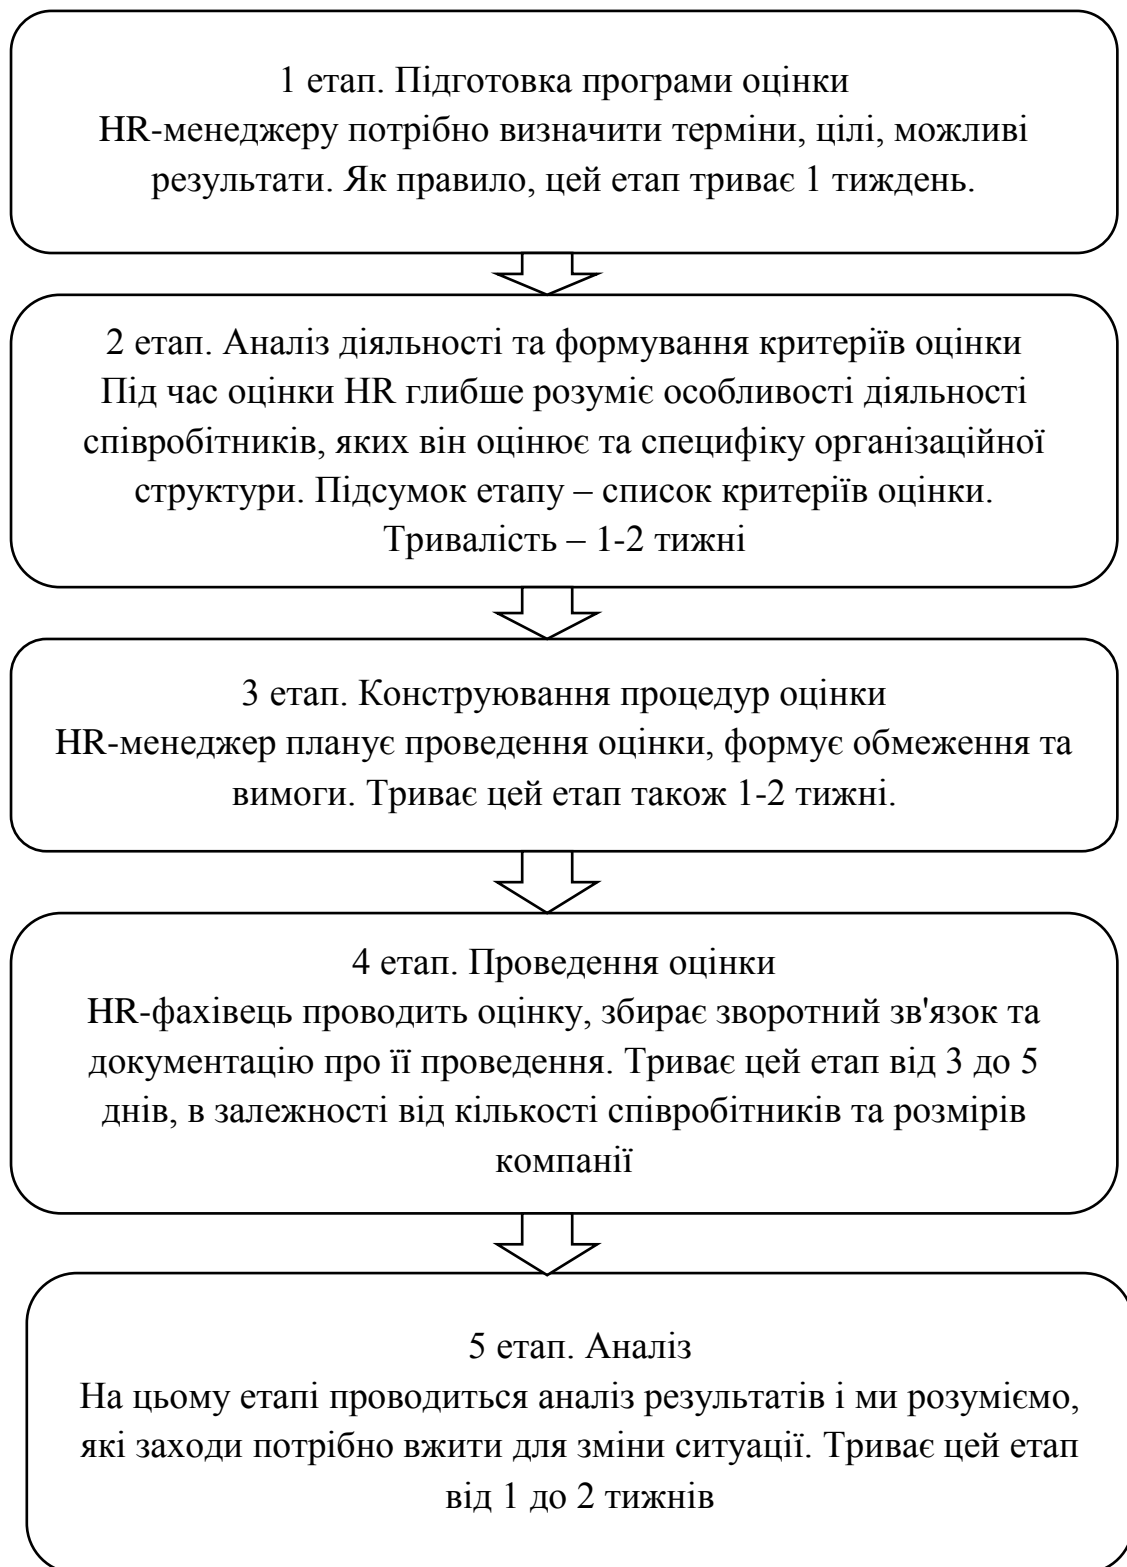 1 етап. Підготовка програми оцінки
HR-менеджеру потрібно визначити терміни, цілі, можливі
результати. Як правило, цей етап триває 1 тиждень.
2 етап. Аналіз діяльності та формування критеріїв оцінки
Під час оцінки HR глибше розуміє особливості діяльності
співробітників, яких він оцінює та специфіку організаційної
структури. Підсумок етапу – список критеріїв оцінки.
Тривалість – 1-2 тижні
3 етап. Конструювання процедур оцінки
HR-менеджер планує проведення оцінки, формує обмеження та
вимоги. Триває цей етап також 1-2 тижні.
4 етап. Проведення оцінки
HR-фахівець проводить оцінку, збирає зворотний зв'язок та
документацію про її проведення. Триває цей етап від 3 до 5
днів, в залежності від кількості співробітників та розмірів
компанії
5 етап. Аналіз
На цьому етапі проводиться аналіз результатів і ми розуміємо,
які заходи потрібно вжити для зміни ситуації. Триває цей етап
від 1 до 2 тижнів